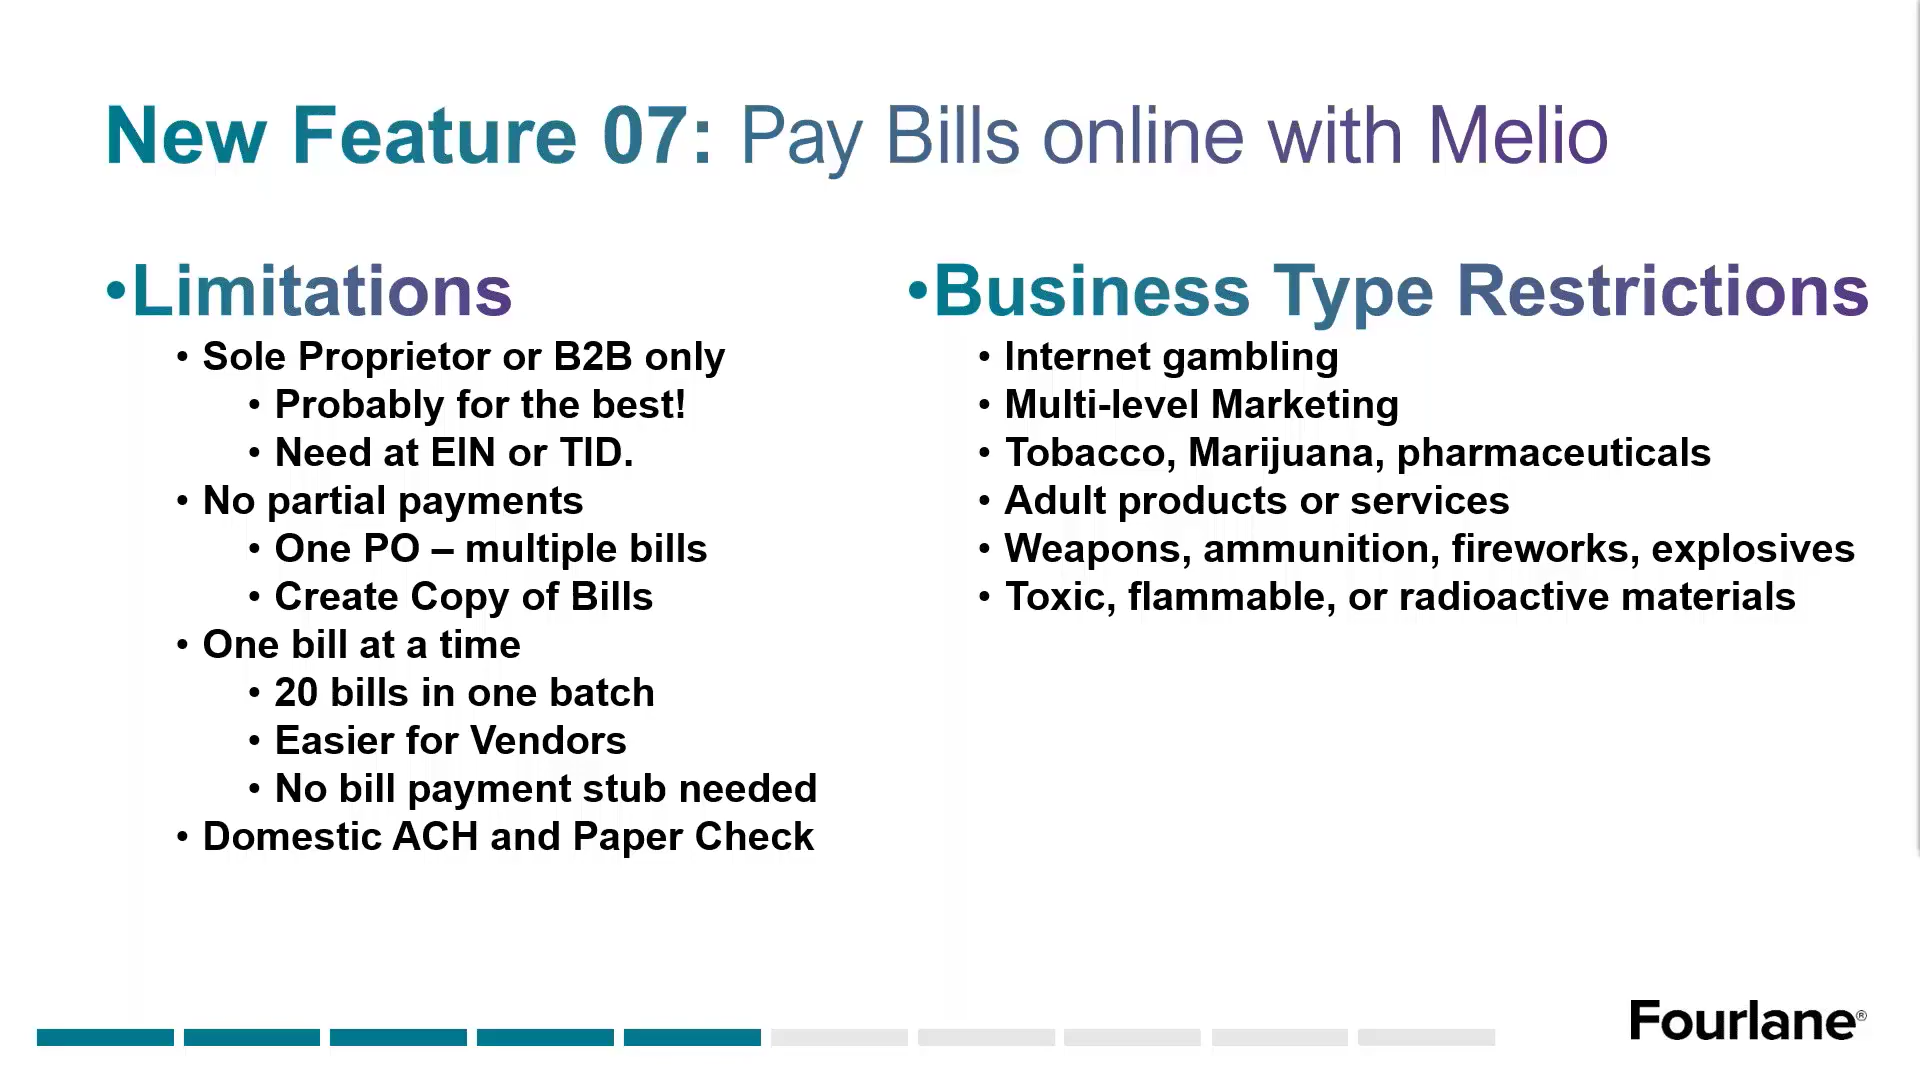 New Feature 07: Pay Bills online with Melio
•Limitations
• Sole Proprietor or B2B only
• Probably for the best!
• Need at EIN or TID.
• No partial payments
• One PO – multiple bills
• Create Copy of Bills
• One bill at a time
• 20 bills in one batch
• Easier for Vendors
• No bill payment stub needed
• Domestic ACH and Paper Check
•Business Type Restrictions
• Internet gambling
• Multi-level Marketing
• Tobacco, Marijuana, pharmaceuticals
• Adult products or services
• Weapons, ammunition, fireworks, explosives
• Toxic, flammable, or radioactive materials
Fourlane®